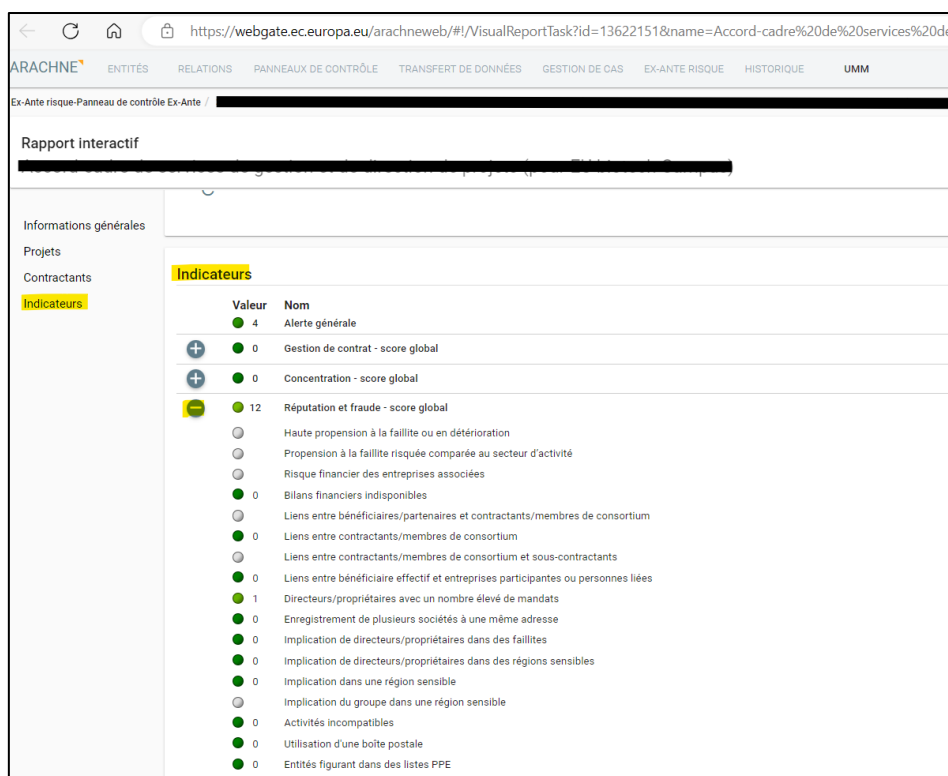 https://webgate.ec.europa.eu/arachneweb/#!/VisualReportTask?id=13622151&name=Accord-cadre%20de%20services%20de
ARACHNE ENTITÉS RELATIONS PANNEAUX DE CONTRÔLE TRANSFERT DE DONNÉES GESTION DE CAS EX-ANTE RISQUE HISTORIQUE UMM
Ex-Ante risque-Panneau de contrôle Ex-Ante /
Rapport interactif
Informations générales
Projets
Contractants
Indicateurs
Indicateurs
Valeur Nom
4 Alerte générale
0 Gestion de contrat - score global
0 Concentration - score global
12 Réputation et fraude - score global
Haute propension à la faillite ou en détérioration
Propension à la faillite risquée comparée au secteur d'activité
Risque financier des entreprises associées
0 Bilans financiers indisponibles
Liens entre bénéficiaires/partenaires et contractants/membres de consortium
0 Liens entre contractants/membres de consortium
Liens entre contractants/membres de consortium et sous-contractants
0 Liens entre bénéficiaire effectif et entreprises participantes ou personnes liées
1 Directeurs/propriétaires avec un nombre élevé de mandats
0 Enregistrement de plusieurs sociétés à une même adresse
0 Implication de directeurs/propriétaires dans des faillites
0 Implication de directeurs/propriétaires dans des régions sensibles
0 Implication dans une région sensible
Implication du groupe dans une région sensible
0 Activités incompatibles
0 Utilisation d'une boîte postale
0 Entités figurant dans des listes PPE